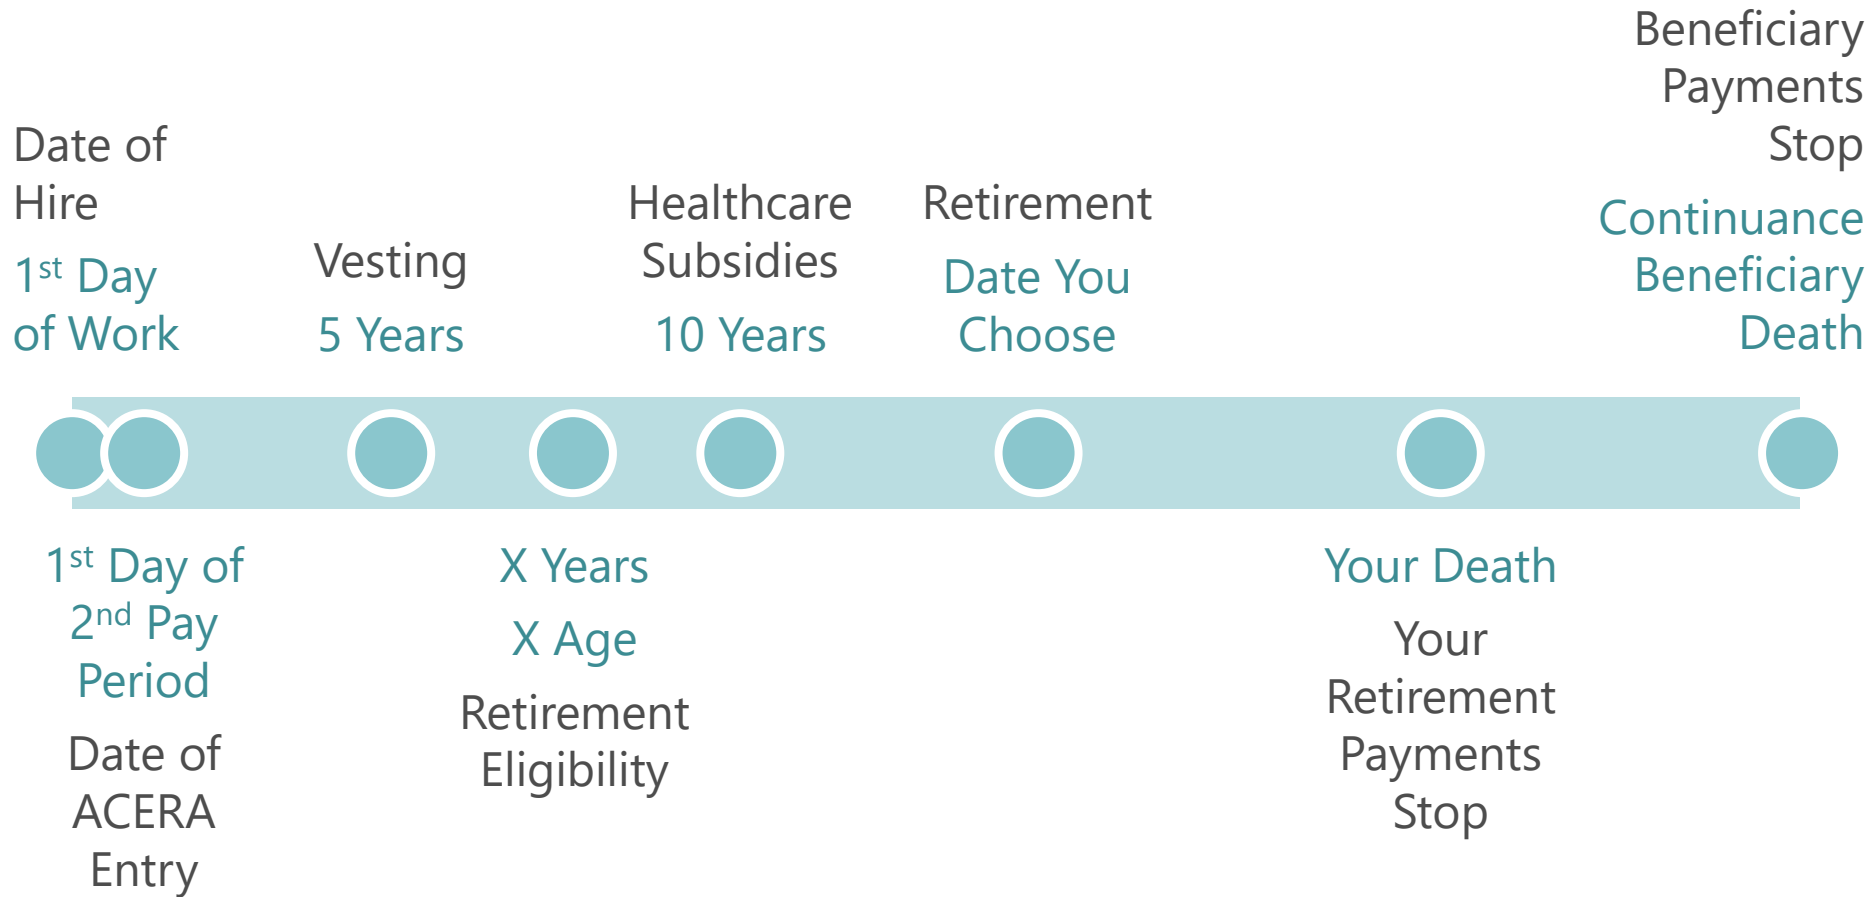 Date of
Hire
1st Day
of Work
Vesting
5 Years
Healthcare
Subsidies
10 Years
Retirement
Date You
Choose
Beneficiary
Payments
Stop
Continuance
Beneficiary
Death
1st Day of
2nd Pay
Period
Date of
ACERA
Entry
X Years
X Age
Retirement
Eligibility
Your Death
Your
Retirement
Payments
Stop